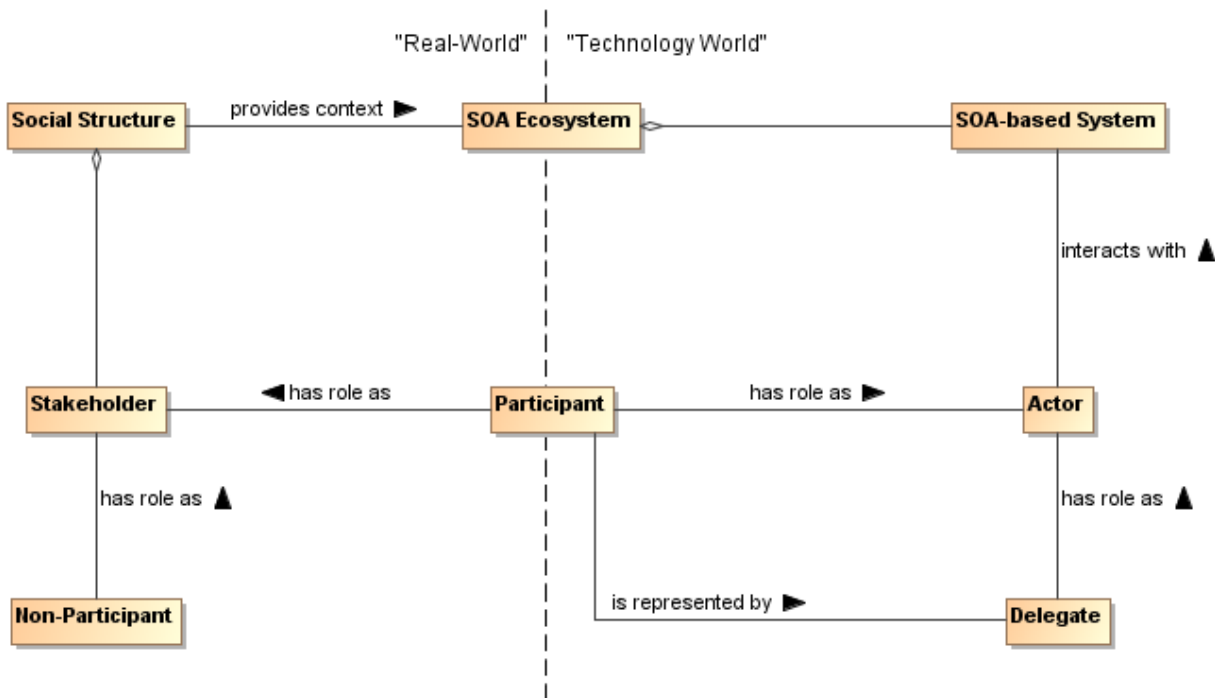 "Real-World"
"Technology World"
Social Structure
provides context
SOA Ecosystem
SOA-based System
interacts with
Stakeholder
has role as
Participant
has role as
Actor
has role as
has role as
Non-Participant
is represented by
Delegate